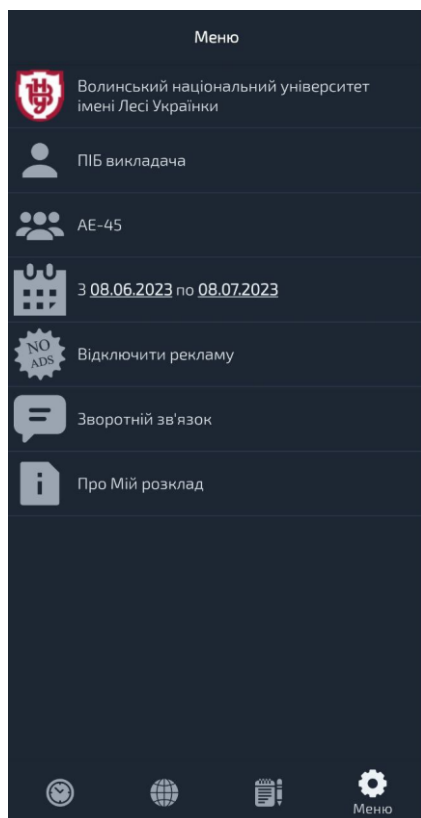 Меню
Волинський національний університет
імені Лесі Українки
ПІБ викладача
АЕ-45
З 08.06.2023 по 08.07.2023
NO
ADS
Відключити рекламу
Зворотній зв'язок
Про Мій розклад
Меню